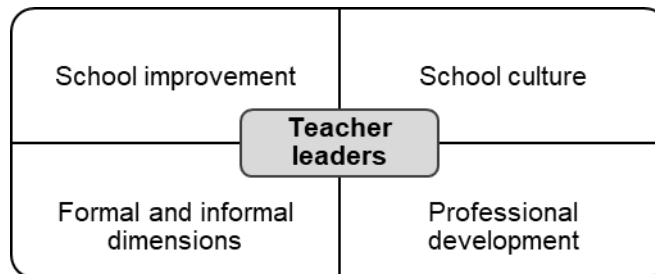 School improvement
School culture
Teacher
leaders
Formal and informal
dimensions
Professional
development